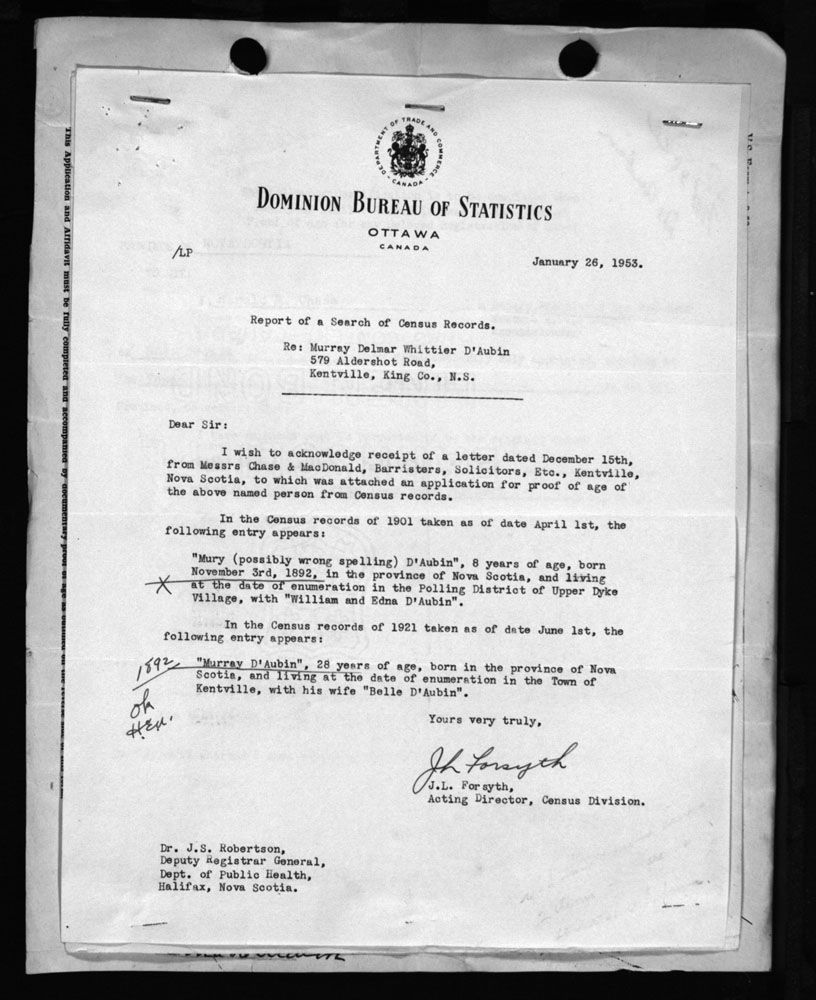 DEPARTMENT OF TRADE AND COMMERCE
- CANADA -
DOMINION BUREAU OF STATISTICS
OTTAWA
CANADA
/LP
January 26, 1953.
Report of a Search of Census Records.
Re: Murray Delmar Whittier D'Aubin
579 Aldershot Road,
Kentville, King Co., N.S.
Dear Sir:
I wish to acknowledge receipt of a letter dated December 15th,
from Messrs Chase & MacDonald, Barristers, Solicitors, Etc., Kentville,
Nova Scotia, to which was attached an application for proof of age of
the above named person from Census records.
In the Census records of 1901 taken as of date April 1st, the
following entry appears:
"Mury (possibly wrong spelling) D'Aubin", 8 years of age, born
November 3rd, 1892, in the province of Nova Scotia, and living
X at the date of enumeration in the Polling District of Upper Dyke
Village, with "William and Edna D'Aubin".
In the Census records of 1921 taken as of date June 1st, the
following entry appears:
1892 "Murray D'Aubin", 28 years of age, born in the province of Nova
Scotia, and living at the date of enumeration in the Town of
Kentville, with his wife "Belle D'Aubin".
ok
Yours very truly,
JL Forsyth
J.L. Forsyth,
Acting Director, Census Division.
Dr. J.S. Robertson,
Deputy Registrar General,
Dept. of Public Health,
Halifax, Nova Scotia.
This Application and Affidavit must be fully completed and accompanied by documentary proof of age as